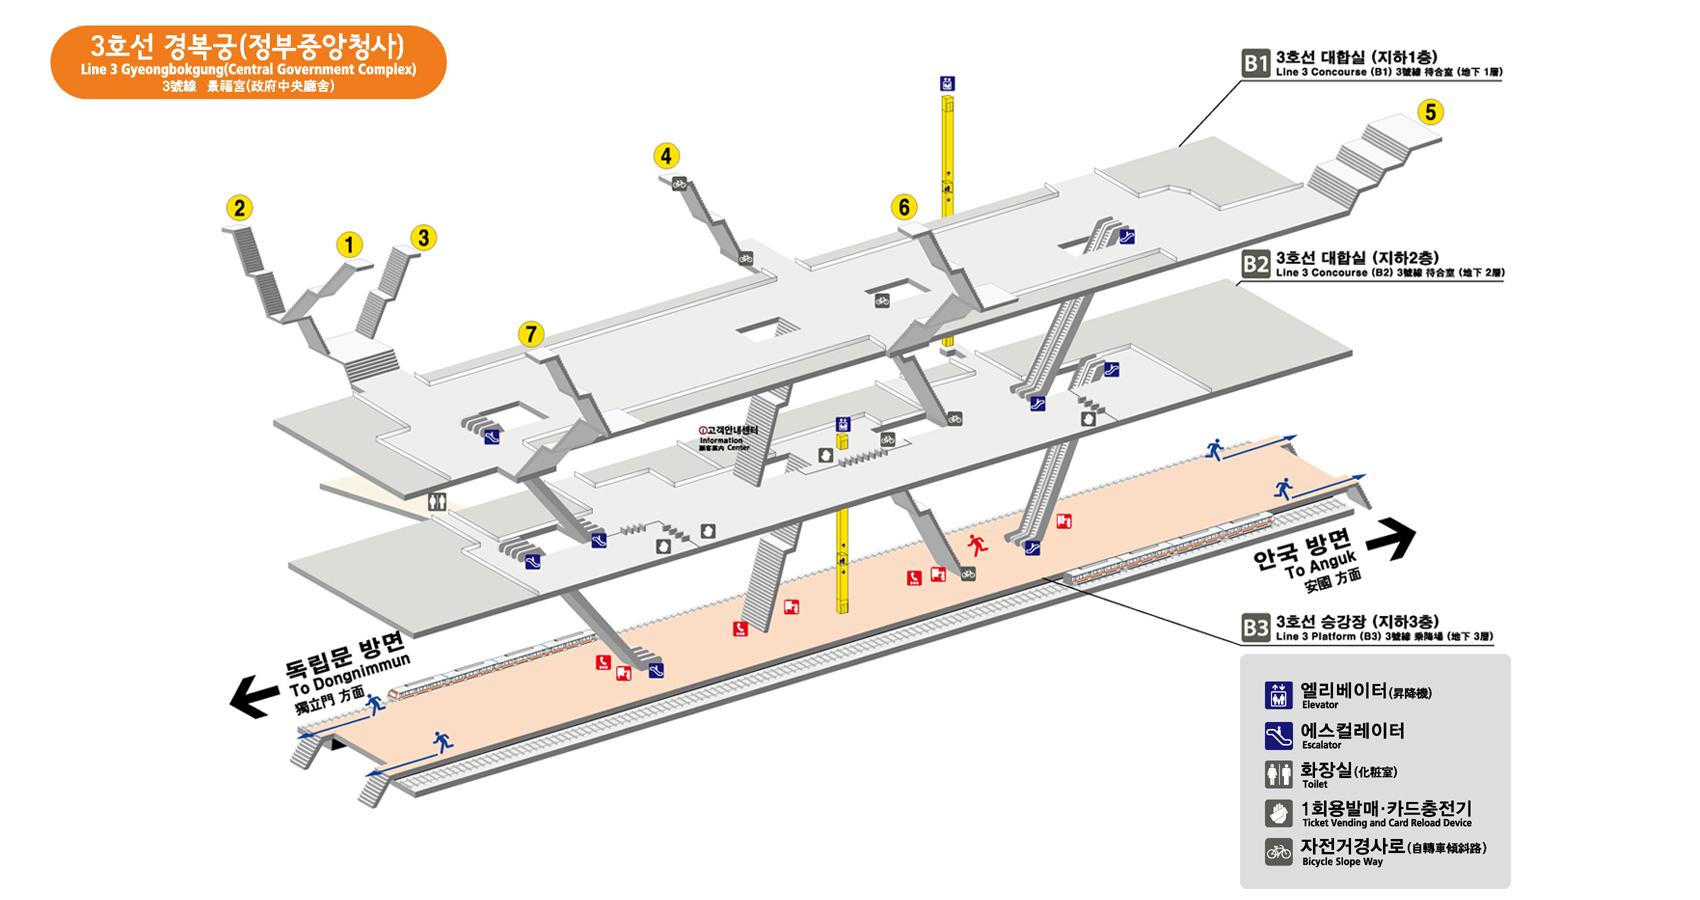 3호선 경복궁(정부중앙청사)
Line 3 Gyeongbokgung(Central Government Complex)
3號線 景福宮(政府中央廳舍)
B1 3호선 대합실 (지하1층)
Line 3 Concourse (B1) 3號線 待合室 (地下 1層)
5
4
2
6
1
3
B2 3호선 대합실 (지하2층)
Line 3 Concourse (B2) 3號線 待合室 (地下 2層)
7
고객안내센터
Information
顧客案內 Center
안국 방면
To Anguk
安國 方面
B3 3호선 승강장 (지하3층)
Line 3 Platform (B3) 3號線 乘降場 (地下 3層)
독립문 방면
To Dongnimmun
獨立門 方面
엘리베이터(昇降機)
Elevator
에스컬레이터
Escalator
화장실(化粧室)
Toilet
1회용발매·카드충전기
Ticket Vending and Card Reload Device
자전거경사로(自轉車傾斜路)
Bicycle Slope Way